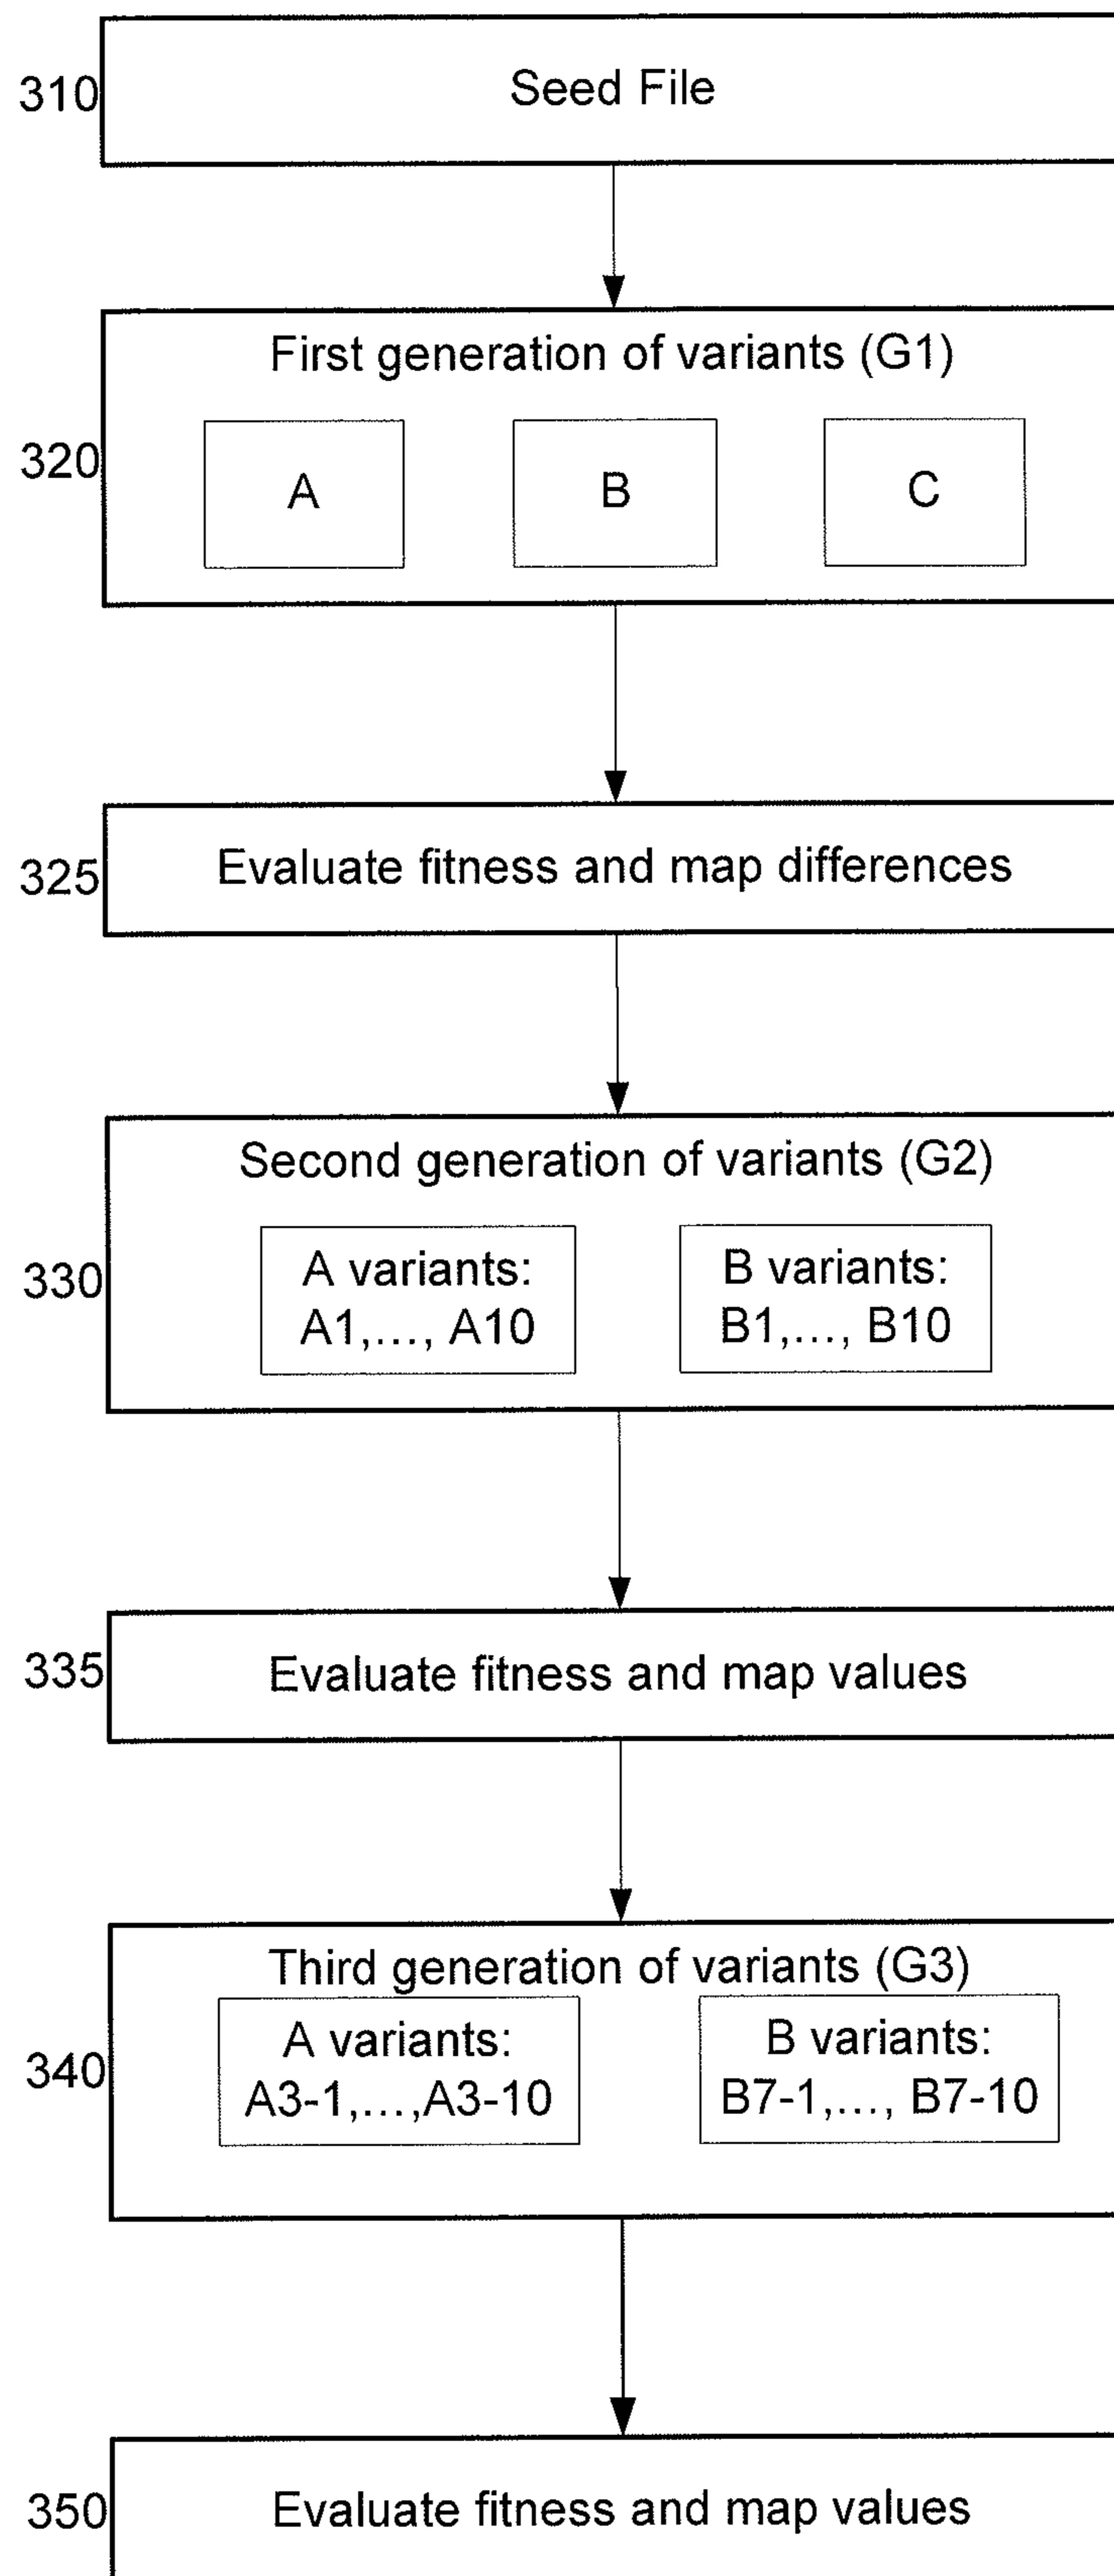 310
Seed File
First generation of variants (G1)
320
A
B
C
325
Evaluate fitness and map differences
Second generation of variants (G2)
330
A variants:
A1,..., A10
B variants:
B1,..., B10
335
Evaluate fitness and map values
Third generation of variants (G3)
340
A variants:
A3-1,...,A3-10
B variants:
B7-1,..., B7-10
350
Evaluate fitness and map values